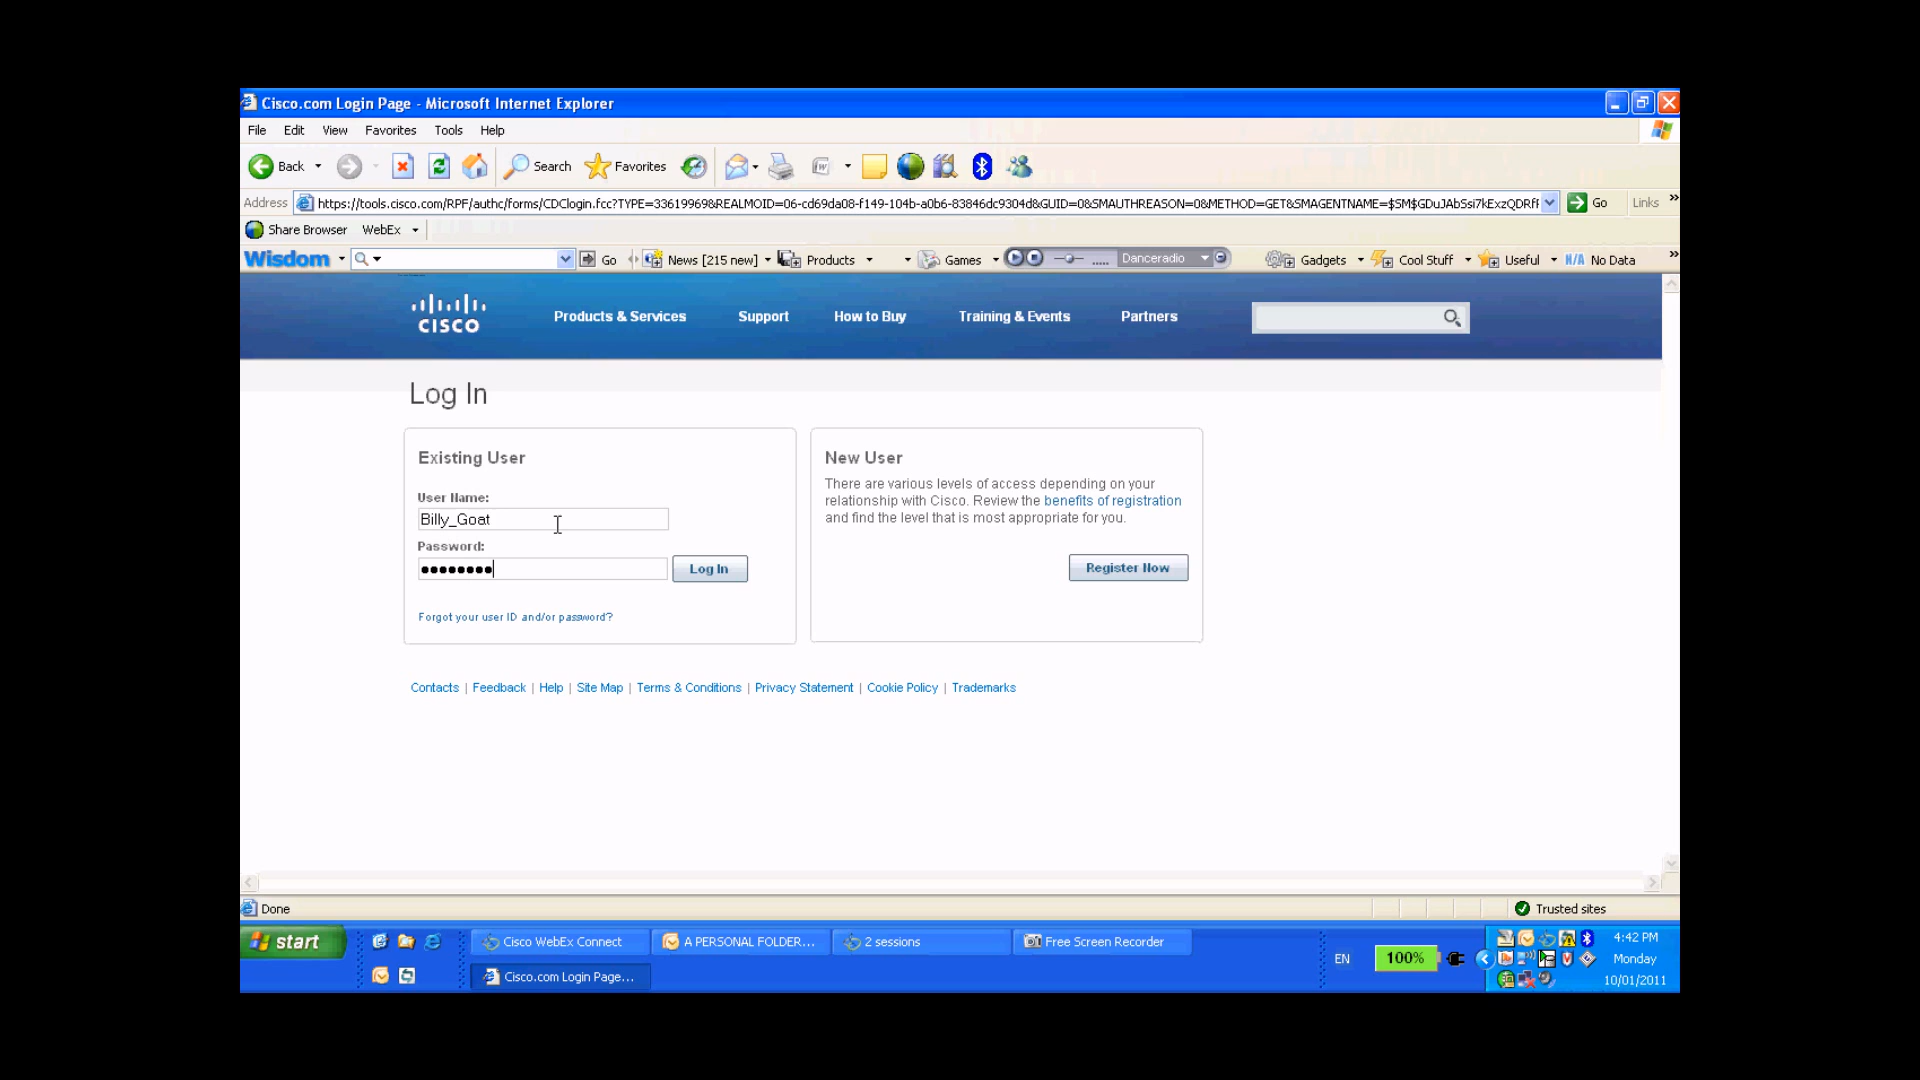 Cisco.com Login Page - Microsoft Internet Explorer
File Edit View Favorites Tools Help
Back Search Favorites
Address https://tools.cisco.com/RPF/authc/forms/CDClogin.fcc?TYPE=33619969&REALMOID=06-cd69da08-f149-104b-a0b6-83846dc9304d&GUID=0&SMAUTHREASON=0&METHOD=GET&SMAGENTNAME=$SM$GDuJAbSsi7kExzQDRfF Go Links »
Share Browser WebEx
Wisdom Go News [215 new] Products Games Danceradio Gadgets Cool Stuff Useful N/A No Data »
CISCO Products & Services Support How to Buy Training & Events Partners
Log In
Existing User
User Name:
Billy_Goat
Password:
●●●●●●●● Log In
Forgot your user ID and/or password?
New User
There are various levels of access depending on your
relationship with Cisco. Review the benefits of registration
and find the level that is most appropriate for you.
Register Now
Contacts | Feedback | Help | Site Map | Terms & Conditions | Privacy Statement | Cookie Policy | Trademarks
Done Trusted sites
start Cisco WebEx Connect A PERSONAL FOLDER... 2 sessions Free Screen Recorder
Cisco.com Login Page...
EN 100%
4:42 PM
Monday
10/01/2011